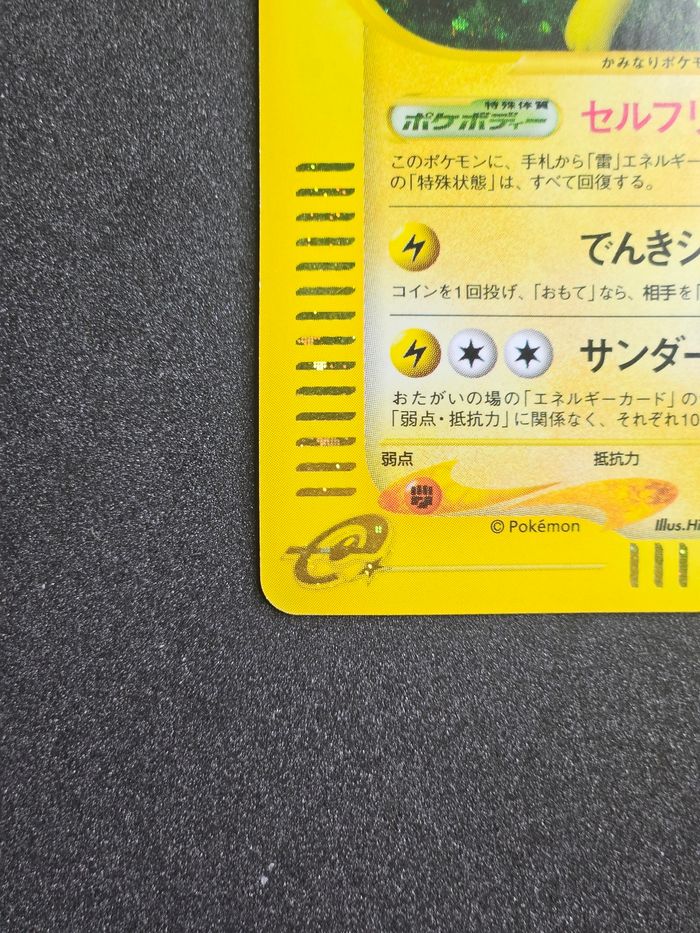 かみなりポケモ
特殊体質
ポケボディー
セルフリ
このポケモンに、手札から「雷」エネルギー
の「特殊状態」は、すべて回復する。
でんきシ
コインを1回投げ、「おもて」なら、相手を「
サンダー
おたがいの場の「エネルギーカード」の
「弱点・抵抗力」に関係なく、それぞれ10
弱点 抵抗力
© Pokémon Illus.Hi